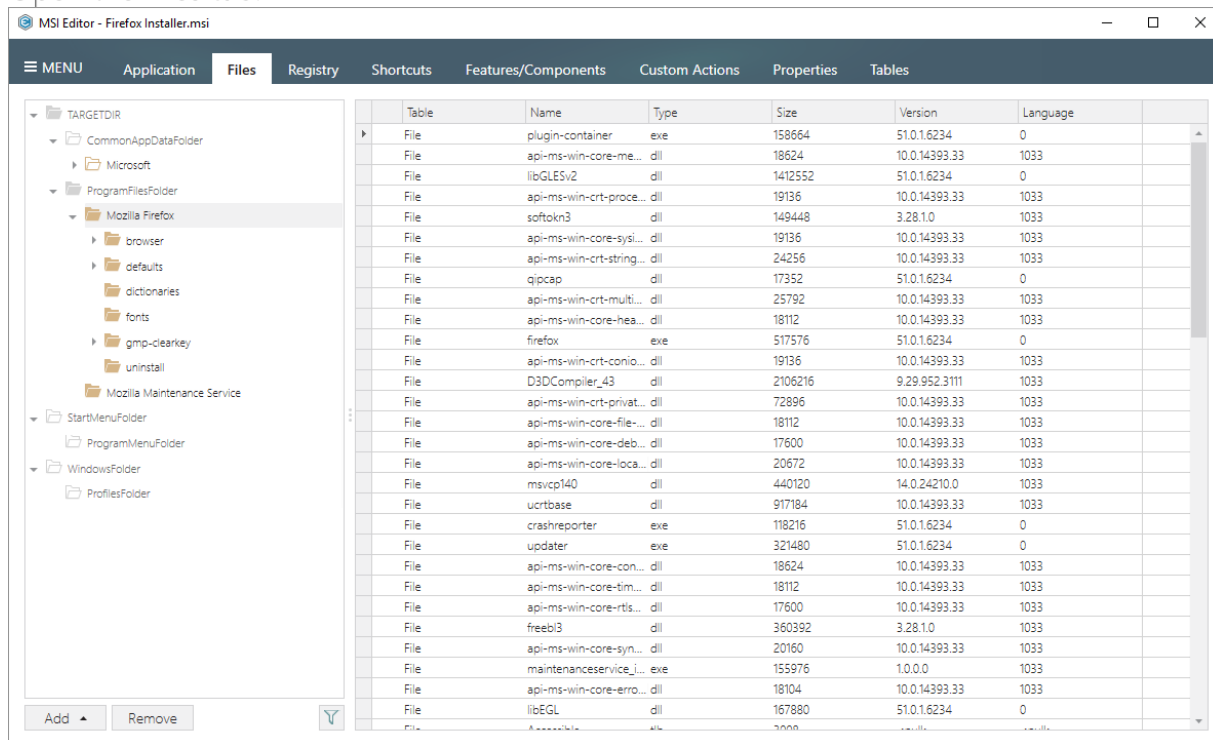 MSI Editor - Firefox Installer.msi
MENU Application Files Registry Shortcuts Features/Components Custom Actions Properties Tables
TARGETDIR
CommonAppDataFolder
Microsoft
ProgramFilesFolder
Mozilla Firefox
browser
defaults
dictionaries
fonts
gmp-clearkey
uninstall
Mozilla Maintenance Service
StartMenuFolder
ProgramMenuFolder
WindowsFolder
ProfilesFolder
Add Remove
Table Name Type Size Version Language
File plugin-container exe 158664 51.0.1.6234 0
File api-ms-win-core-me... dll 18624 10.0.14393.33 1033
File libGLESv2 dll 1412552 51.0.1.6234 0
File api-ms-win-crt-proce... dll 19136 10.0.14393.33 1033
File softokn3 dll 149448 3.28.1.0 1033
File api-ms-win-core-sysi... dll 19136 10.0.14393.33 1033
File api-ms-win-crt-string... dll 24256 10.0.14393.33 1033
File qipcap dll 17352 51.0.1.6234 0
File api-ms-win-crt-multi... dll 25792 10.0.14393.33 1033
File api-ms-win-core-hea... dll 18112 10.0.14393.33 1033
File firefox exe 517576 51.0.1.6234 0
File api-ms-win-crt-conio... dll 19136 10.0.14393.33 1033
File D3DCompiler_43 dll 2106216 9.29.952.3111 1033
File api-ms-win-crt-privat... dll 72896 10.0.14393.33 1033
File api-ms-win-core-file-... dll 18112 10.0.14393.33 1033
File api-ms-win-core-deb... dll 17600 10.0.14393.33 1033
File api-ms-win-core-loca... dll 20672 10.0.14393.33 1033
File msvcp140 dll 440120 14.0.24210.0 1033
File ucrtbase dll 917184 10.0.14393.33 1033
File crashreporter exe 118216 51.0.1.6234 0
File updater exe 321480 51.0.1.6234 0
File api-ms-win-core-con... dll 18624 10.0.14393.33 1033
File api-ms-win-core-tim... dll 18112 10.0.14393.33 1033
File api-ms-win-core-rtls... dll 17600 10.0.14393.33 1033
File freebl3 dll 360392 3.28.1.0 1033
File api-ms-win-core-syn... dll 20160 10.0.14393.33 1033
File maintenanceservice_i... exe 155976 1.0.0.0 1033
File api-ms-win-core-erro... dll 18104 10.0.14393.33 1033
File libEGL dll 167880 51.0.1.6234 0